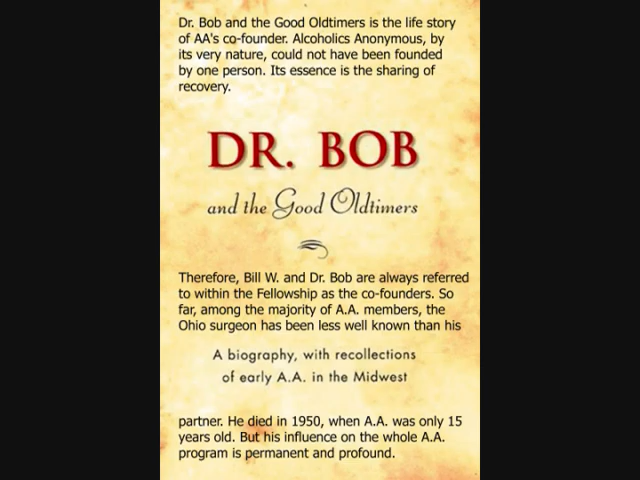 Dr. Bob and the Good Oldtimers is the life story
of AA's co-founder. Alcoholics Anonymous, by
its very nature, could not have been founded
by one person. Its essence is the sharing of
recovery.
DR. BOB
and the Good Oldtimers
Therefore, Bill W. and Dr. Bob are always referred
to within the Fellowship as the co-founders. So
far, among the majority of A.A. members, the
Ohio surgeon has been less well known than his
A biography, with recollections
of early A.A. in the Midwest
partner. He died in 1950, when A.A. was only 15
years old. But his influence on the whole A.A.
program is permanent and profound.